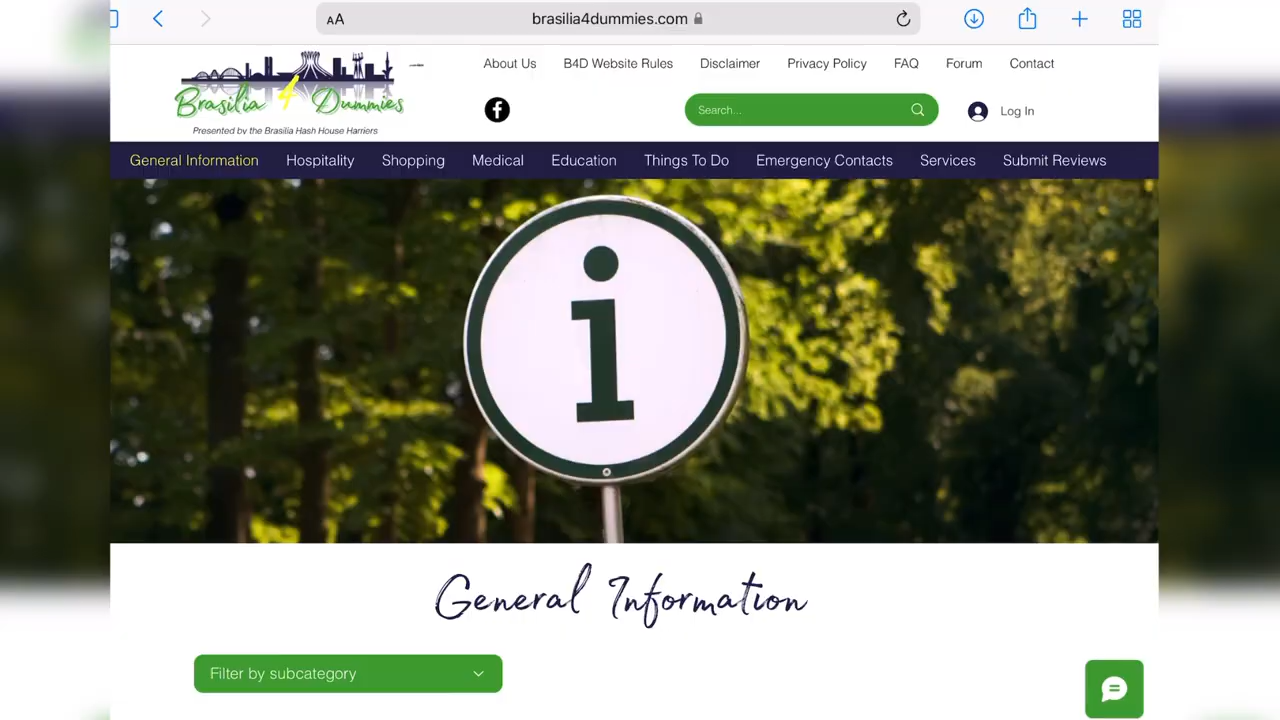 AA brasilia4dummies.com
About Us B4D Website Rules Disclaimer Privacy Policy FAQ Forum Contact
Brasilia 4 Dummies
Presented by the Brasilia Hash House Harriers
f Search... Log In
General Information Hospitality Shopping Medical Education Things To Do Emergency Contacts Services Submit Reviews
i
General Information
Filter by subcategory